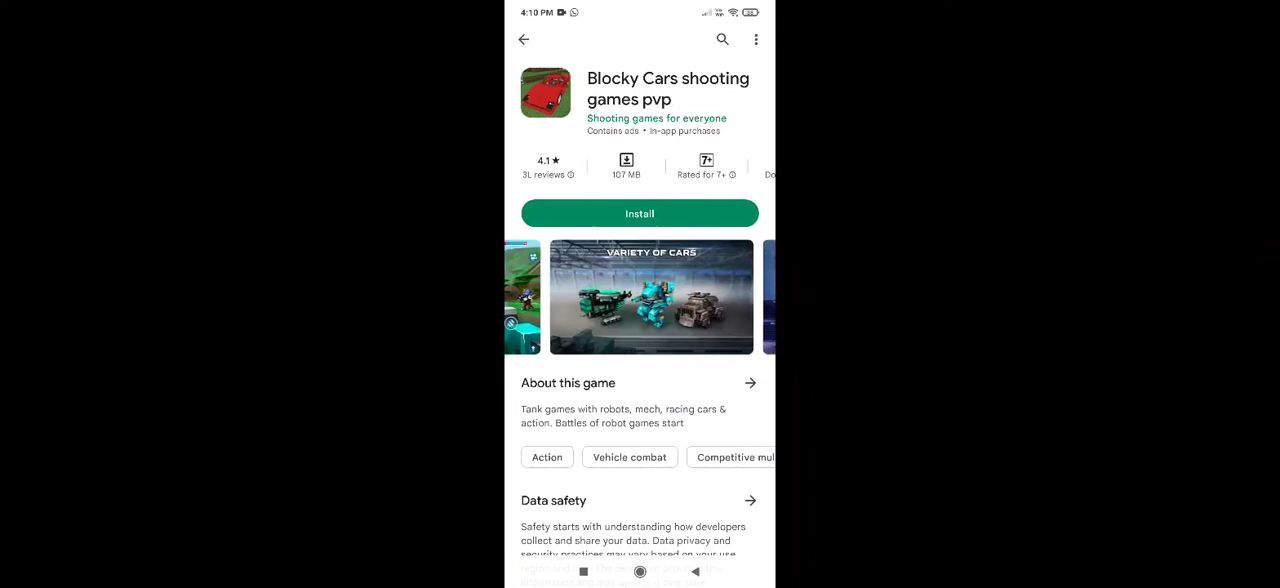 4:10 PM
Blocky Cars shooting
games pvp
Shooting games for everyone
Contains ads • In-app purchases
4.1★
3L reviews
107 MB
7+
Rated for 7+
Do
Install
VARIETY OF CARS
About this game
Tank games with robots, mech, racing cars &
action. Battles of robot games start
Action
Vehicle combat
Competitive mul
Data safety
Safety starts with understanding how developers
collect and share your data. Data privacy and
security practices may vary based on your use,